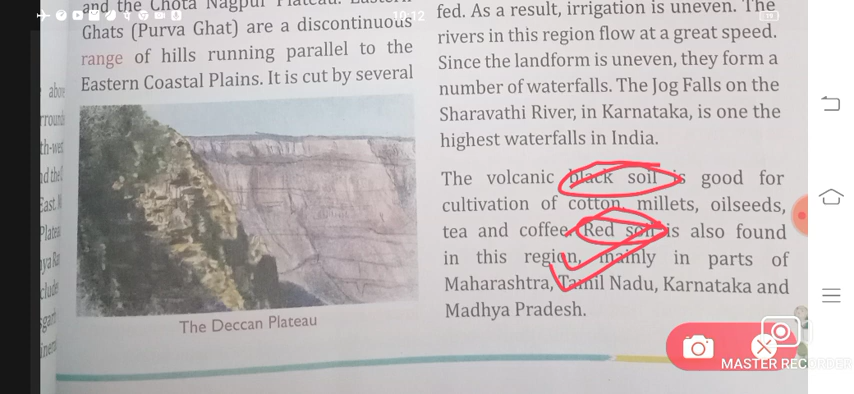 and the Chota Nagpur Plateau. Eastern
Ghats (Purva Ghat) are a discontinuous
range of hills running parallel to the
Eastern Coastal Plains. It is cut by several
The Deccan Plateau
fed. As a result, irrigation is uneven. The
rivers in this region flow at a great speed.
Since the landform is uneven, they form a
number of waterfalls. The Jog Falls on the
Sharavathi River, in Karnataka, is one the
highest waterfalls in India.
The volcanic black soil is good for
cultivation of cotton, millets, oilseeds,
tea and coffee. Red soil is also found
in this region, mainly in parts of
Maharashtra, Tamil Nadu, Karnataka and
Madhya Pradesh.
10:12
MASTER RECORDER